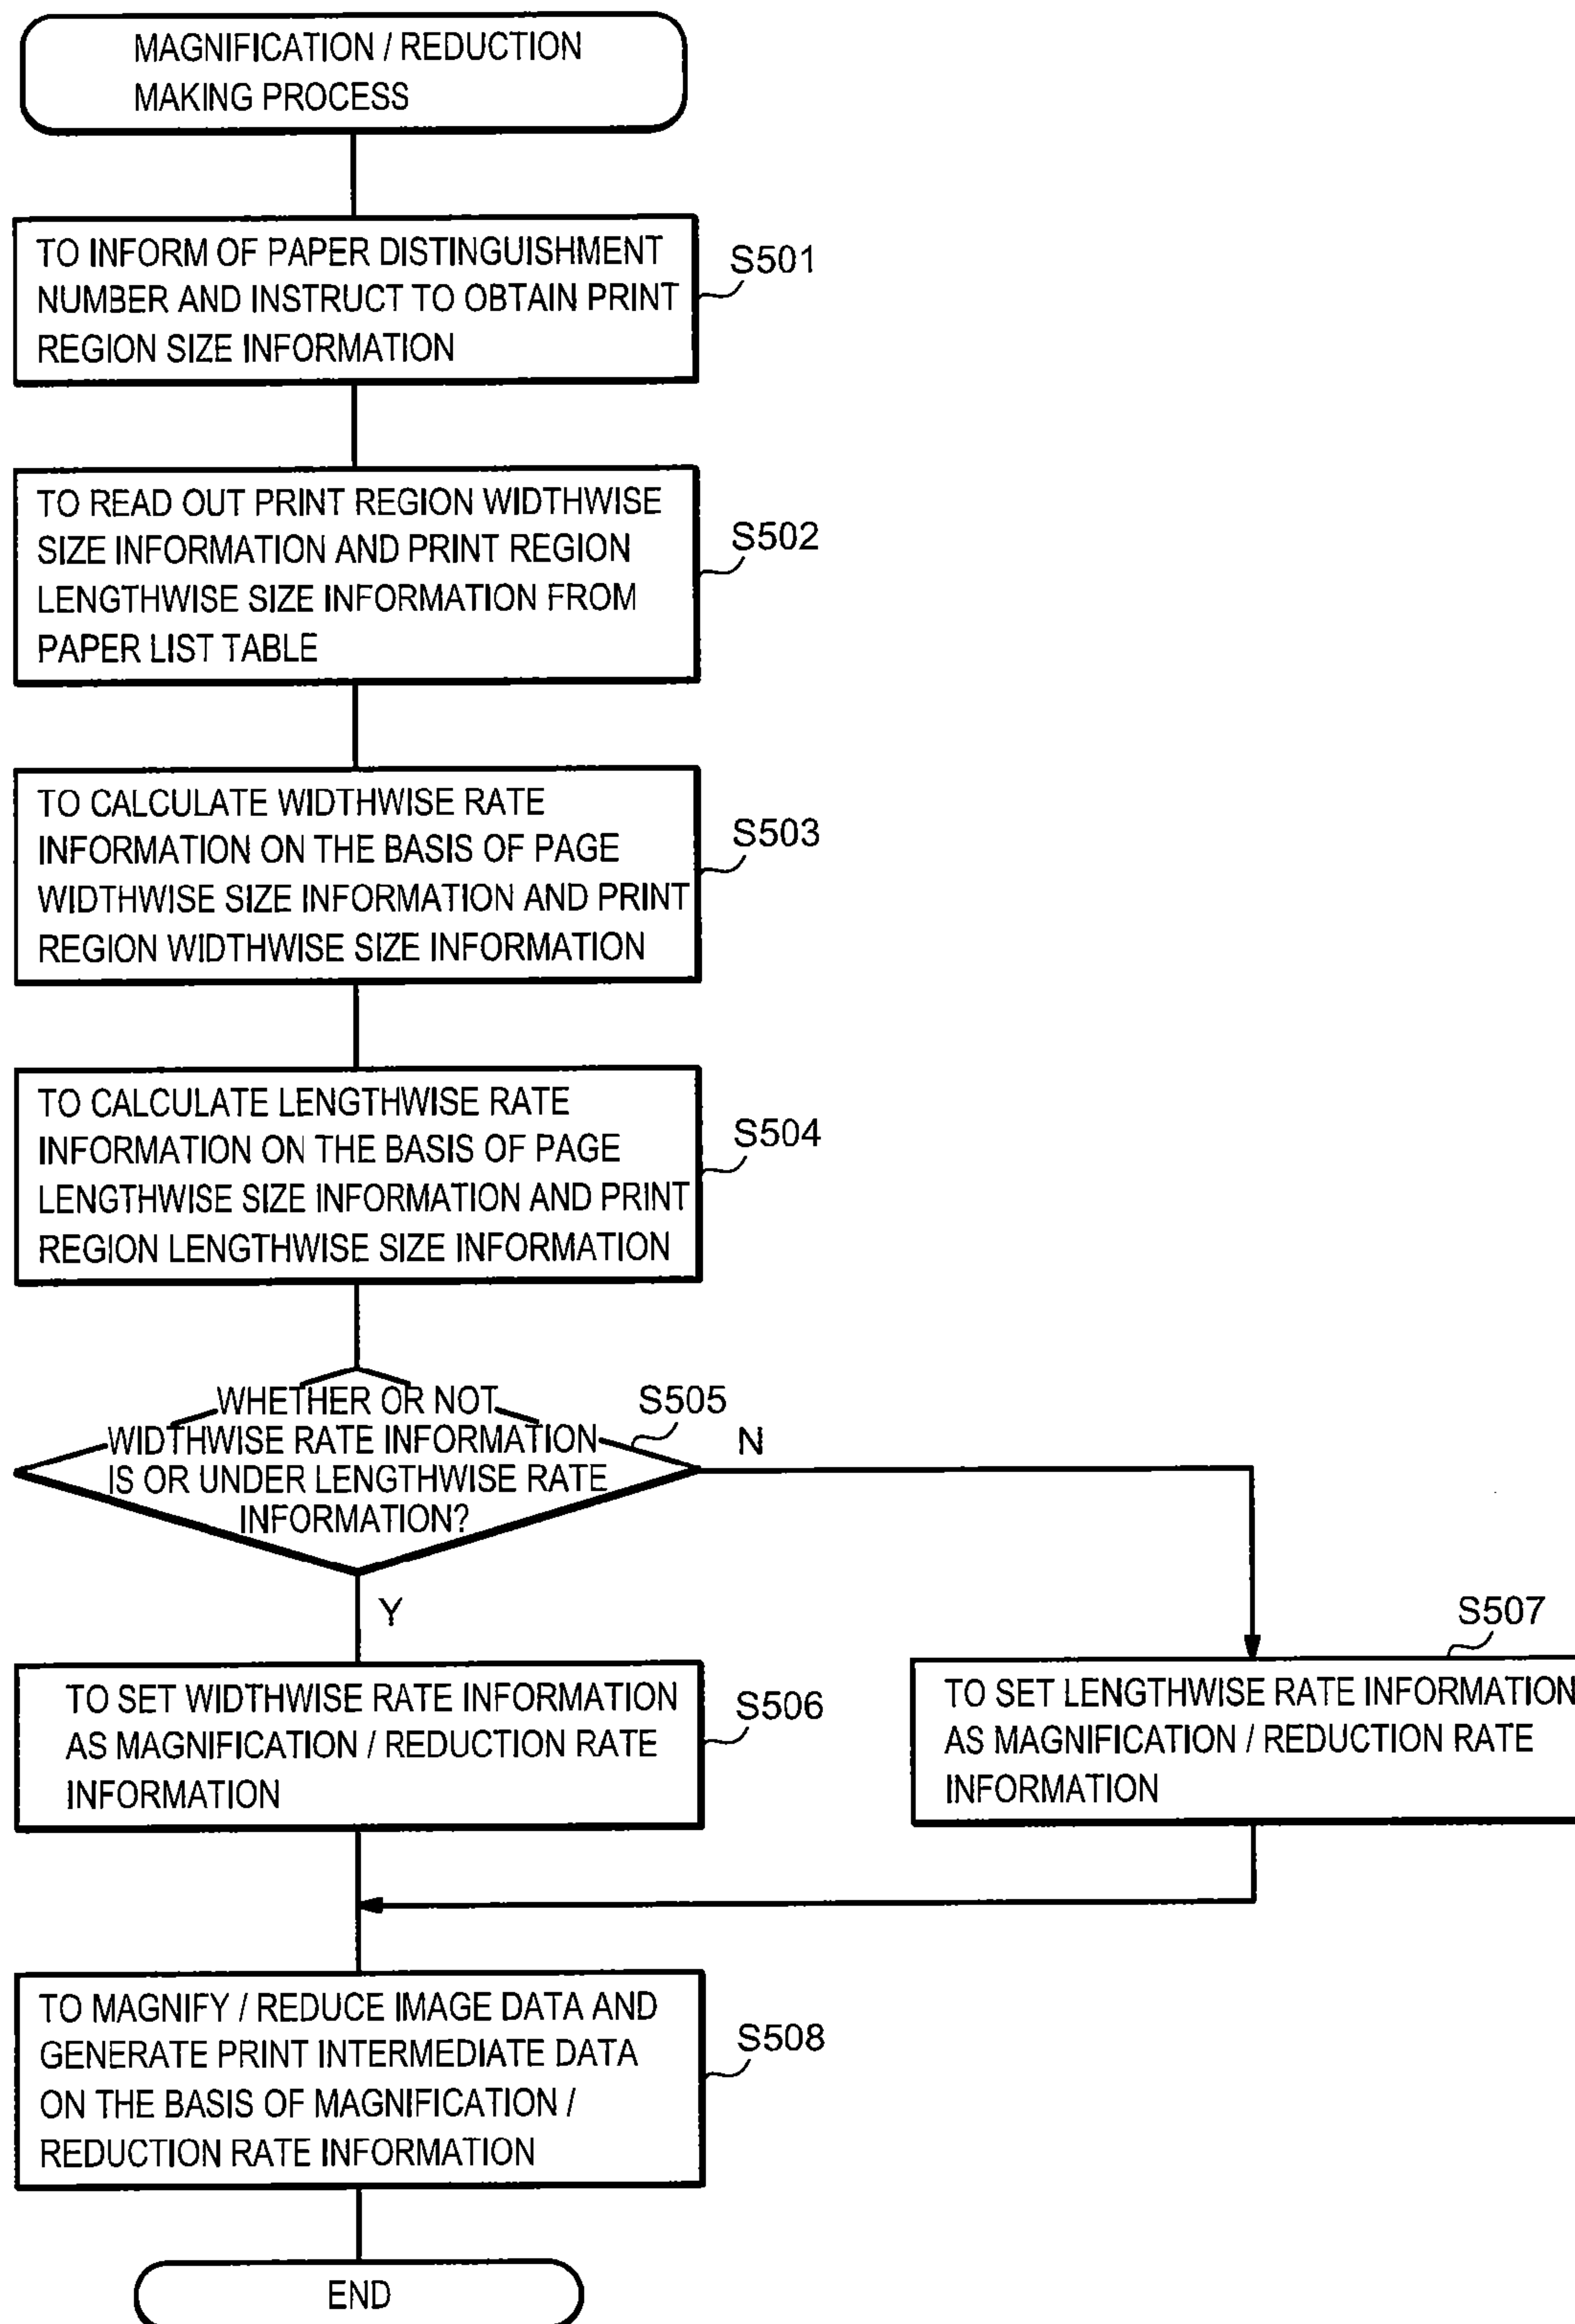 MAGNIFICATION / REDUCTION
MAKING PROCESS
TO INFORM OF PAPER DISTINGUISHMENT
NUMBER AND INSTRUCT TO OBTAIN PRINT
REGION SIZE INFORMATION
S501
TO READ OUT PRINT REGION WIDTHWISE
SIZE INFORMATION AND PRINT REGION
LENGTHWISE SIZE INFORMATION FROM
PAPER LIST TABLE
S502
TO CALCULATE WIDTHWISE RATE
INFORMATION ON THE BASIS OF PAGE
WIDTHWISE SIZE INFORMATION AND PRINT
REGION WIDTHWISE SIZE INFORMATION
S503
TO CALCULATE LENGTHWISE RATE
INFORMATION ON THE BASIS OF PAGE
LENGTHWISE SIZE INFORMATION AND PRINT
REGION LENGTHWISE SIZE INFORMATION
S504
WHETHER OR NOT
WIDTHWISE RATE INFORMATION
IS OR UNDER LENGTHWISE RATE
INFORMATION?
S505
N
Y
TO SET WIDTHWISE RATE INFORMATION
AS MAGNIFICATION / REDUCTION RATE
INFORMATION
S506
S507
TO SET LENGTHWISE RATE INFORMATION
AS MAGNIFICATION / REDUCTION RATE
INFORMATION
TO MAGNIFY / REDUCE IMAGE DATA AND
GENERATE PRINT INTERMEDIATE DATA
ON THE BASIS OF MAGNIFICATION /
REDUCTION RATE INFORMATION
S508
END